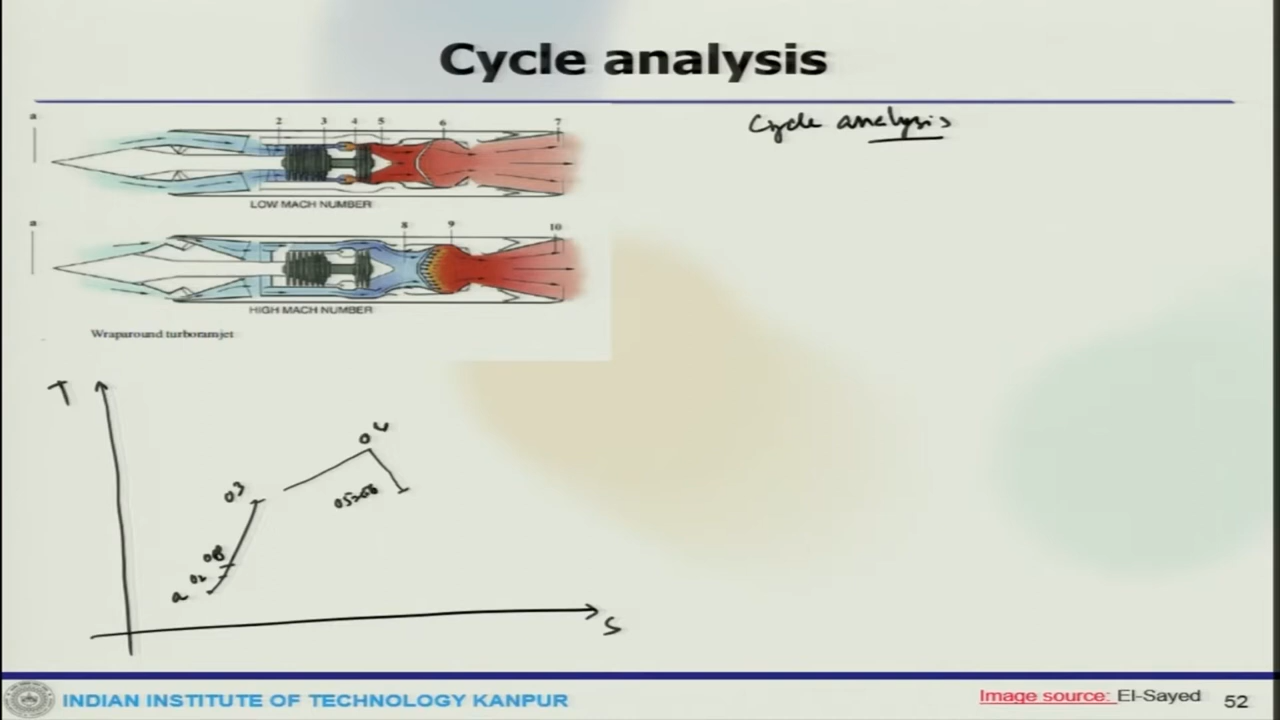 Cycle analysis
Cycle analysis
a
2 3 4 5 6 7
LOW MACH NUMBER
a
8 9 10
HIGH MACH NUMBER
Wraparound turboramjet
T
04
03
05=06
08
02
a
S
INDIAN INSTITUTE OF TECHNOLOGY KANPUR
Image source: El-Sayed
52